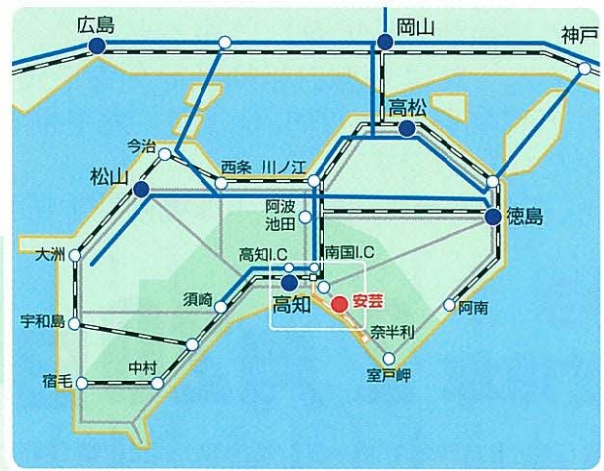 広島
岡山
神戸
高松
今治
西条
川ノ江
松山
阿波
池田
徳島
大洲
高知I.C
南国I.C
須崎
高知
安芸
阿南
宇和島
奈半利
中村
宿毛
室戸岬